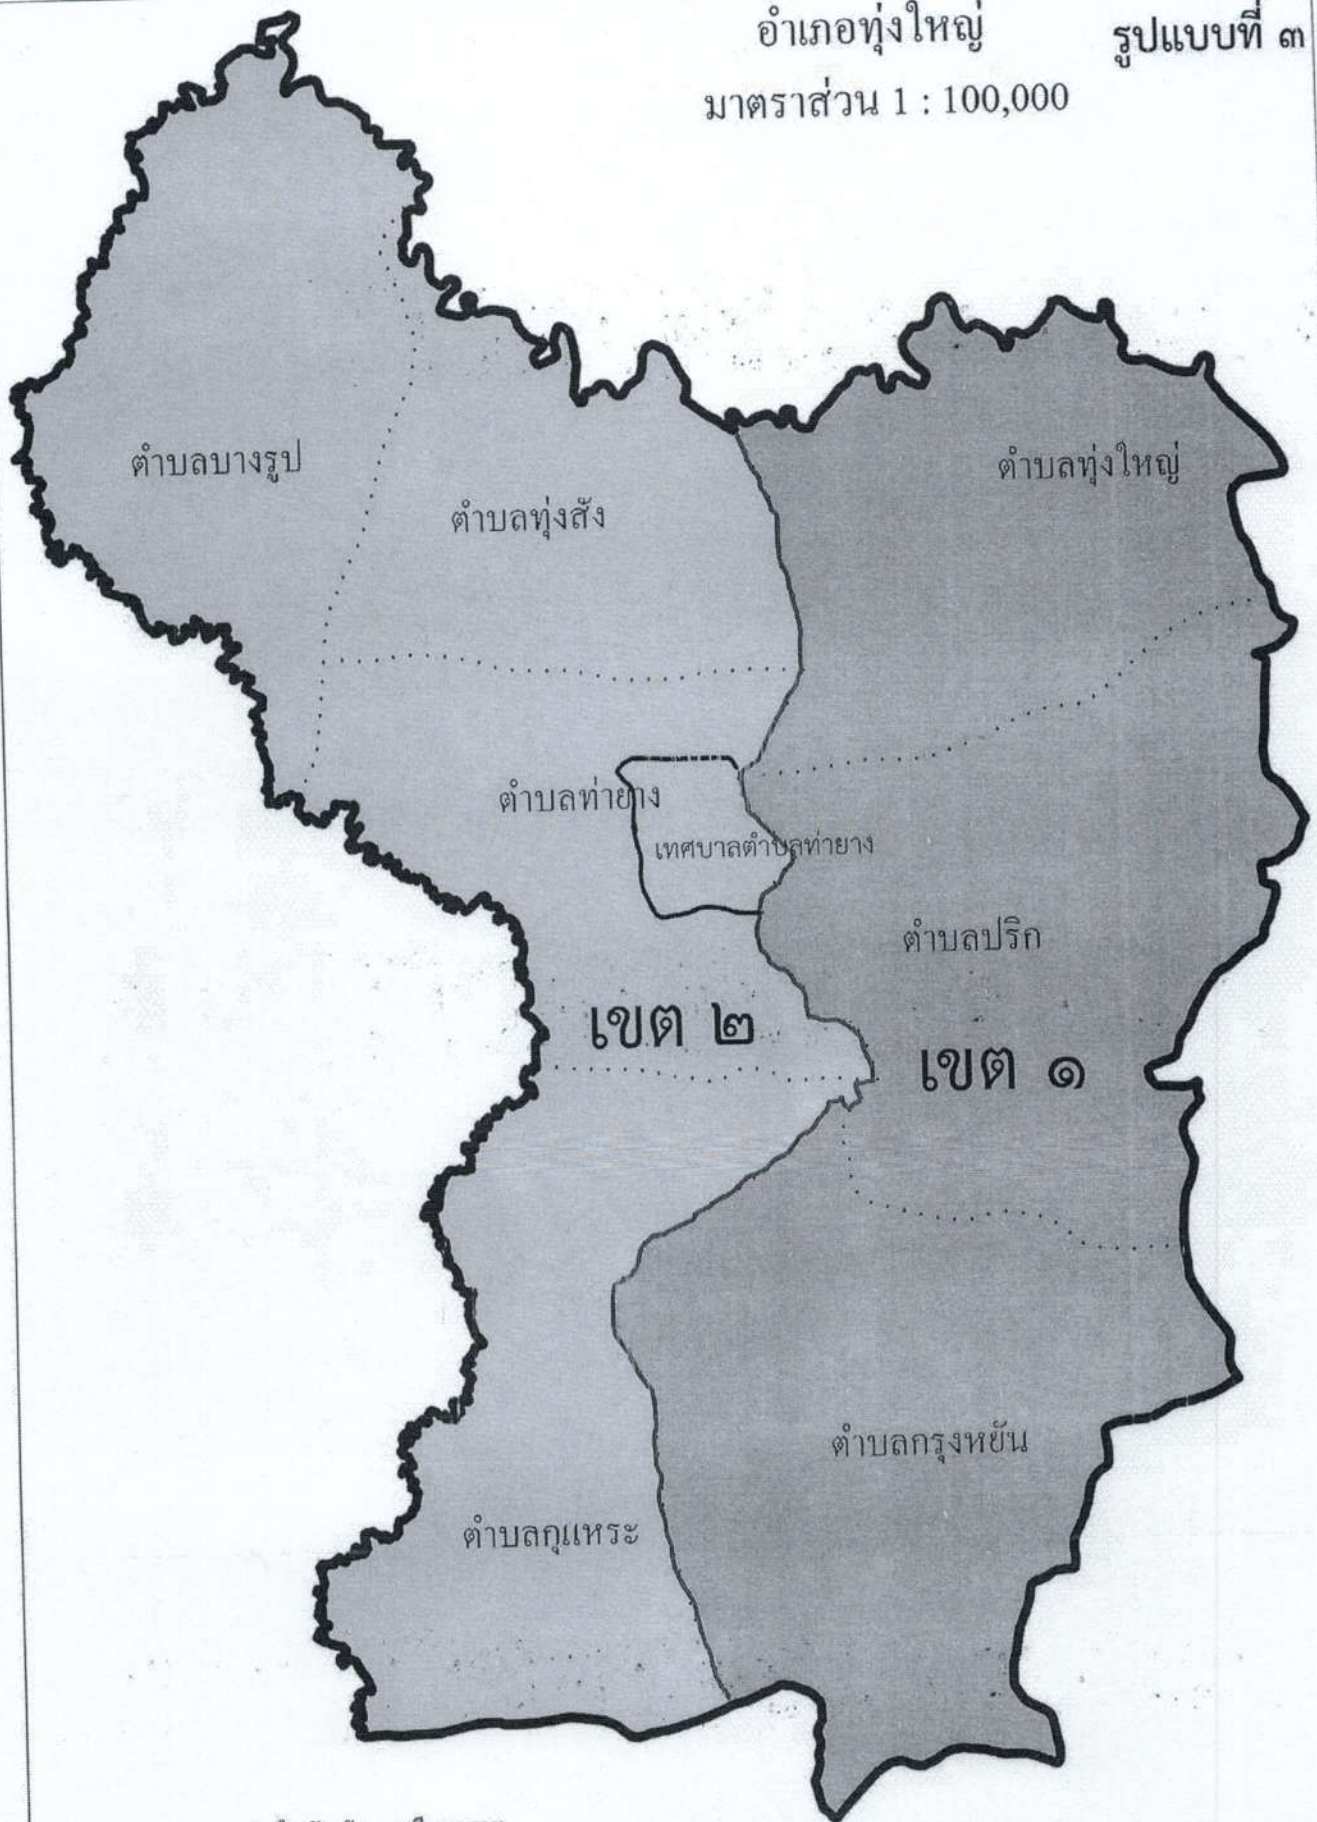 อำเภอทุ่งใหญ่
รูปแบบที่ ๓
มาตราส่วน 1 : 100,000
ตำบลบางรูป
ตำบลทุ่งใหญ่
ตำบลทุ่งสัง
ตำบลท่ายาง
เทศบาลตำบลท่ายาง
ตำบลปริก
เขต ๒
เขต ๑
ตำบลกรุงหยัน
ตำบลกุแหระ